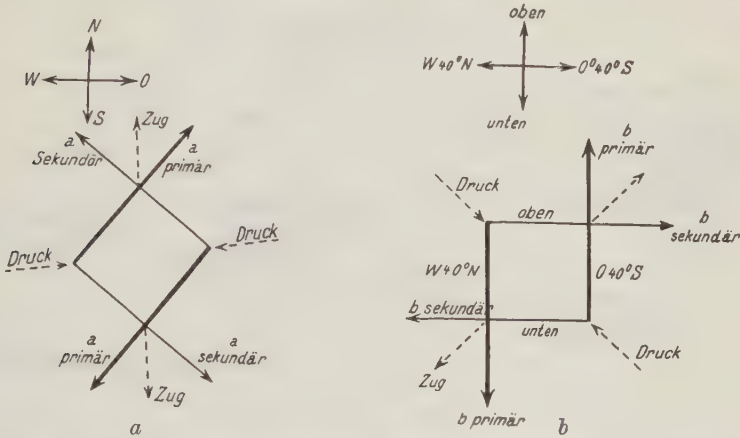 N
W
O
S
a
Sekundär
Zug
a
primär
Druck
Druck
a
primär
a
sekundär
Zug
a
oben
W 40°N
O°40°S
unten
b
primär
Druck
oben
b
sekundär
W 40°N
O 40°S
b sekundär
unten
Zug
Druck
b primär
b